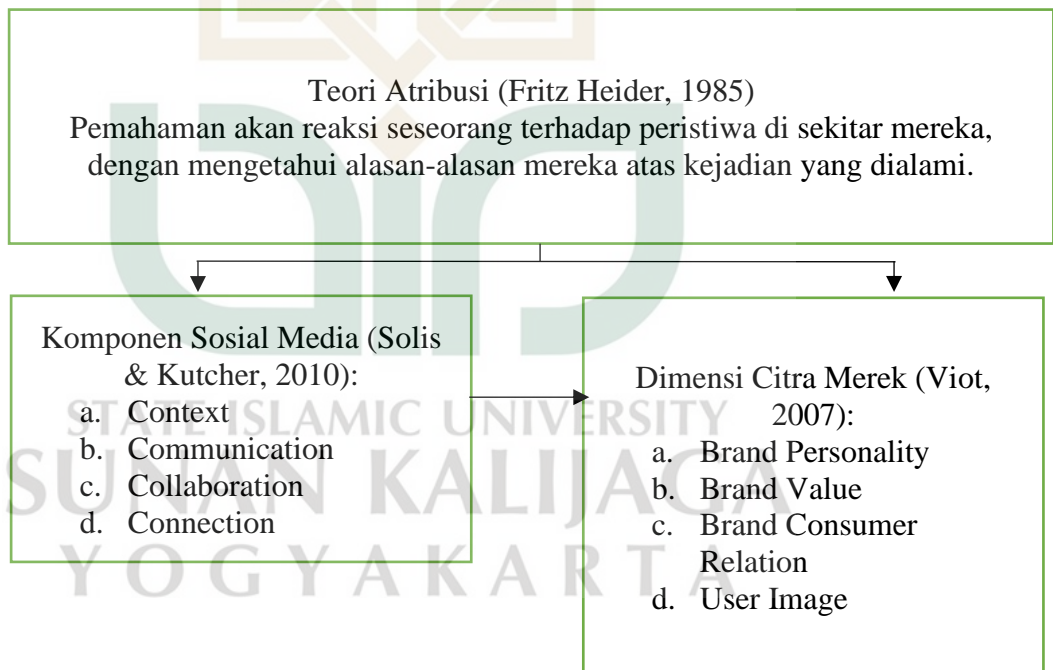 Teori Atribusi (Fritz Heider, 1985)
Pemahaman akan reaksi seseorang terhadap peristiwa di sekitar mereka,
dengan mengetahui alasan-alasan mereka atas kejadian yang dialami.
Komponen Sosial Media (Solis
& Kutcher, 2010):
a. Context
b. Communication
c. Collaboration
d. Connection
Dimensi Citra Merek (Viot,
2007):
a. Brand Personality
b. Brand Value
c. Brand Consumer
Relation
d. User Image
STATE ISLAMIC UNIVERSITY
SUNAN KALIJAGA
YOGYAKARTA